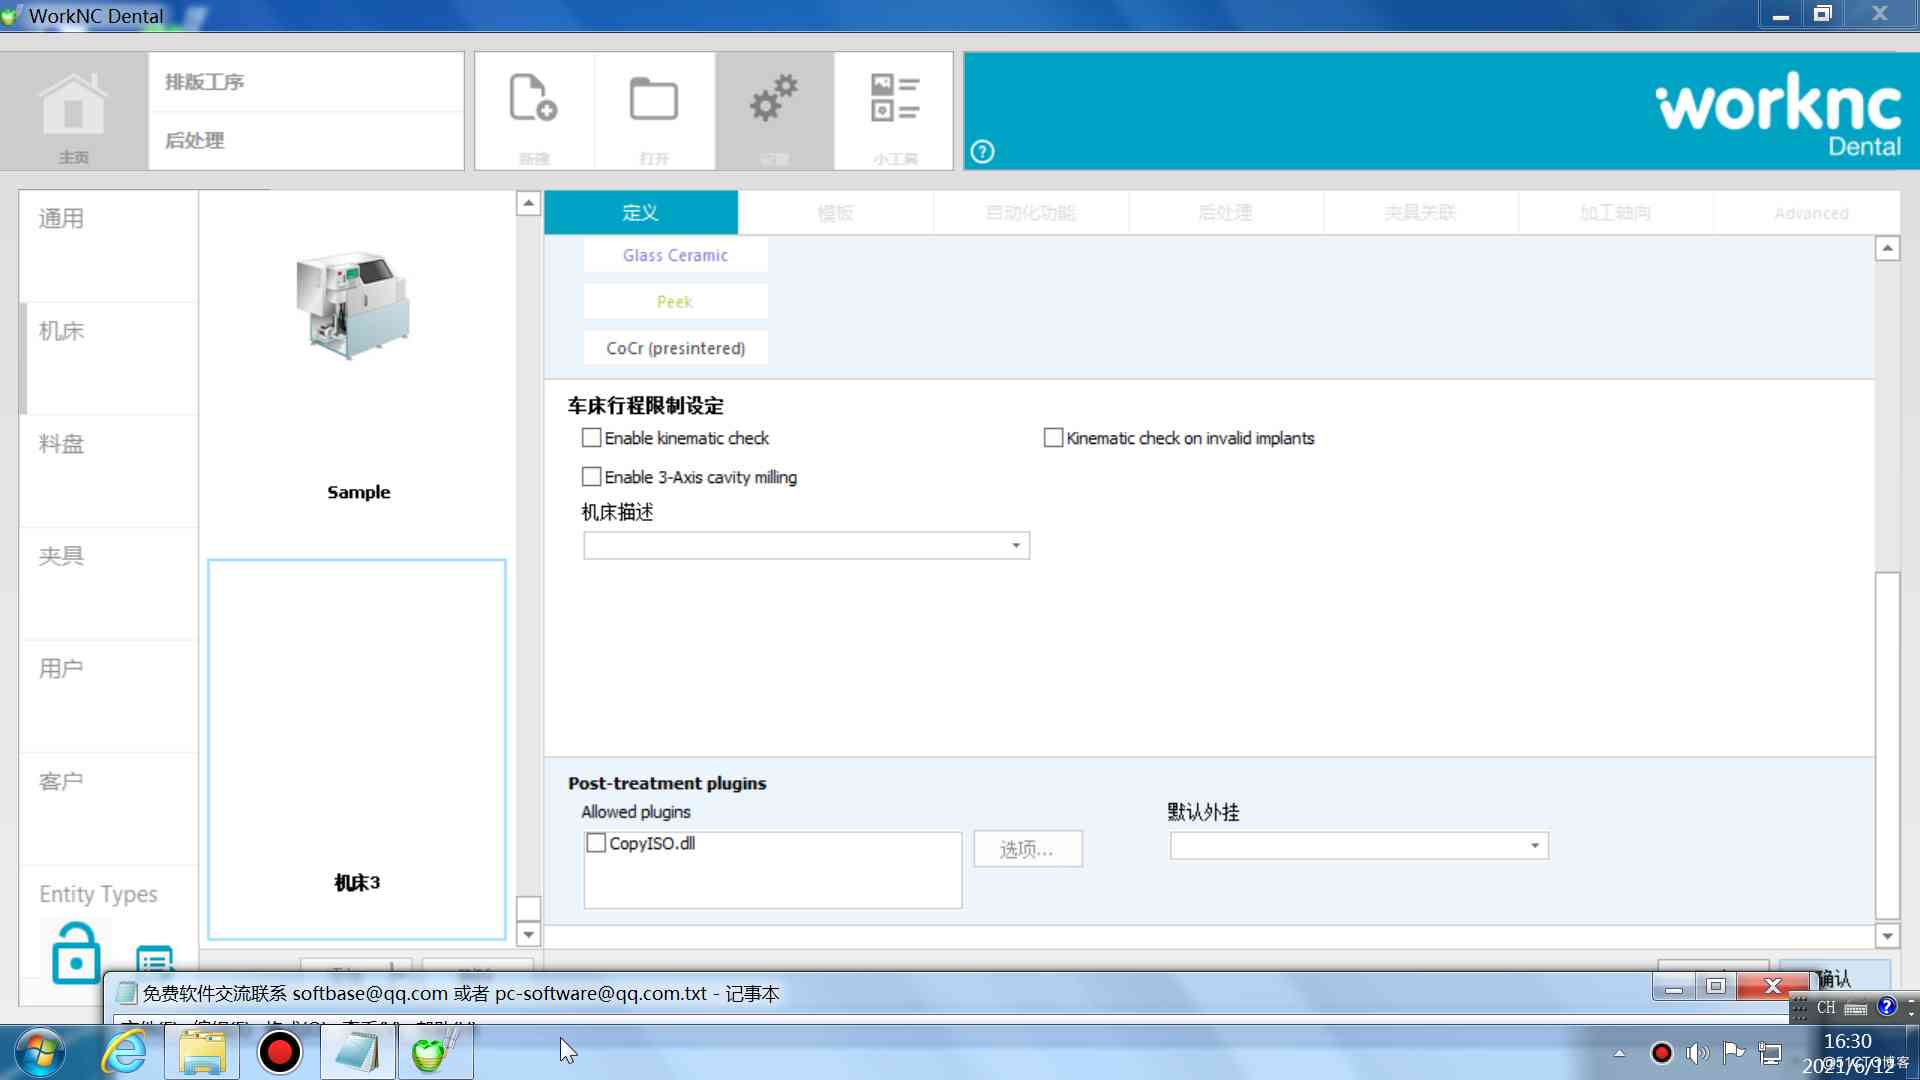 WorkNC Dental
主页
排版工序
后处理
新建
打开
设置
小工具
worknc
Dental
通用
机床
料盘
夹具
用户
客户
Entity Types
Sample
机床3
定义
模板
自动化功能
后处理
夹具关联
加工轴向
Advanced
Glass Ceramic
Peek
CoCr (presintered)
车床行程限制设定
Enable kinematic check
Kinematic check on invalid implants
Enable 3-Axis cavity milling
机床描述
Post-treatment plugins
Allowed plugins
默认外挂
CopyISO.dll
选项...
确认
免费软件交流联系 softbase@qq.com 或者 pc-software@qq.com.txt - 记事本
CH
16:30
2021/6/12
@51CTO博客